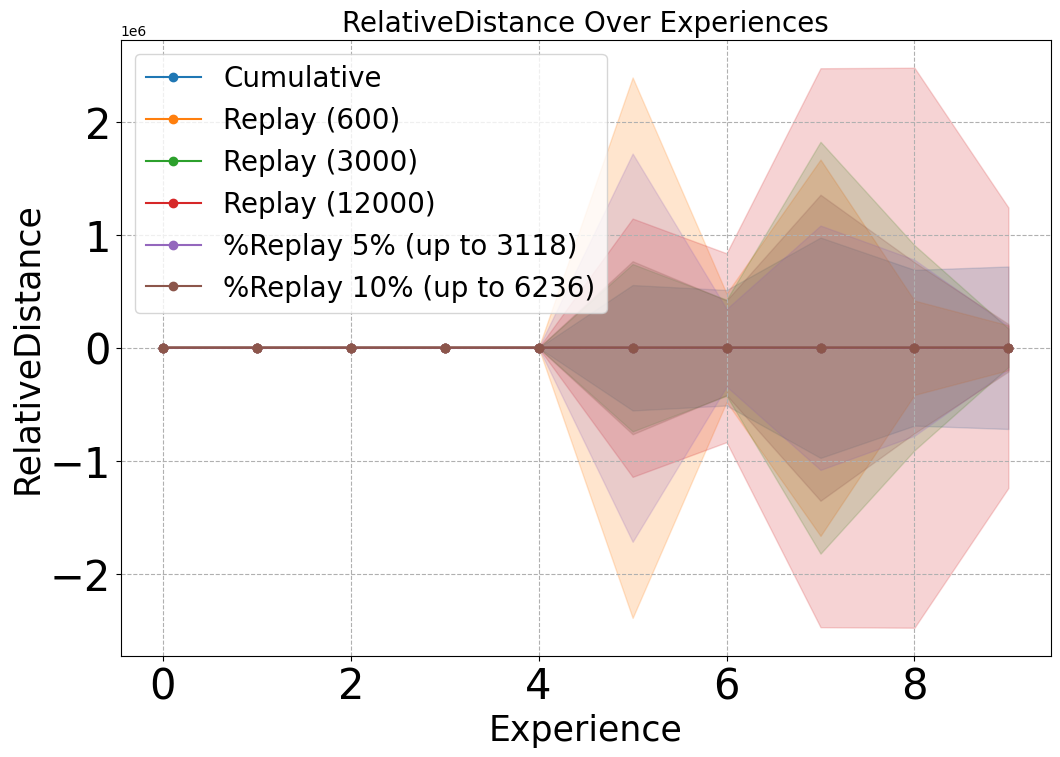 RelativeDistance Over Experiences
1e6
Cumulative
Replay (600)
Replay (3000)
Replay (12000)
%Replay 5% (up to 3118)
%Replay 10% (up to 6236)
RelativeDistance
2
1
0
−1
−2
0 2 4 6 8
Experience